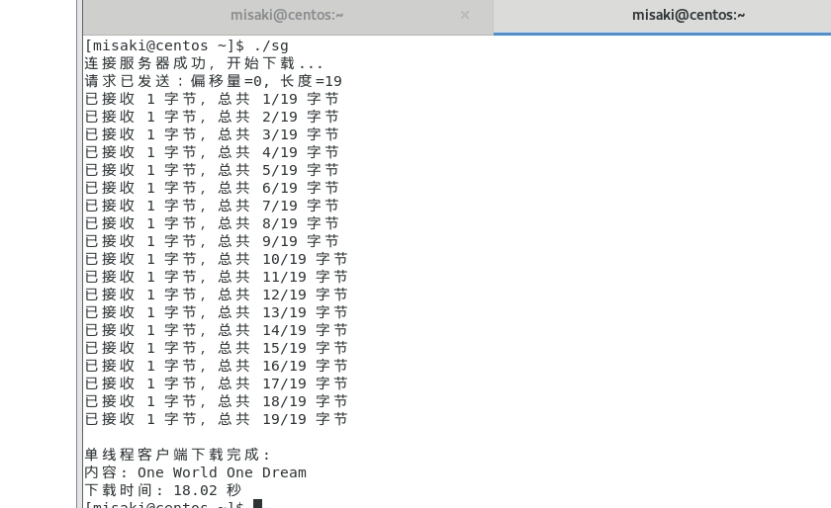 misaki@centos:~ × misaki@centos:~
[misaki@centos ~]$ ./sg
连接服务器成功, 开始下载...
请求已发送:偏移量=0, 长度=19
已接收 1 字节, 总共 1/19 字节
已接收 1 字节, 总共 2/19 字节
已接收 1 字节, 总共 3/19 字节
已接收 1 字节, 总共 4/19 字节
已接收 1 字节, 总共 5/19 字节
已接收 1 字节, 总共 6/19 字节
已接收 1 字节, 总共 7/19 字节
已接收 1 字节, 总共 8/19 字节
已接收 1 字节, 总共 9/19 字节
已接收 1 字节, 总共 10/19 字节
已接收 1 字节, 总共 11/19 字节
已接收 1 字节, 总共 12/19 字节
已接收 1 字节, 总共 13/19 字节
已接收 1 字节, 总共 14/19 字节
已接收 1 字节, 总共 15/19 字节
已接收 1 字节, 总共 16/19 字节
已接收 1 字节, 总共 17/19 字节
已接收 1 字节, 总共 18/19 字节
已接收 1 字节, 总共 19/19 字节
单线程客户端下载完成:
内容: One World One Dream
下载时间: 18.02 秒
[misaki@centos ~]$